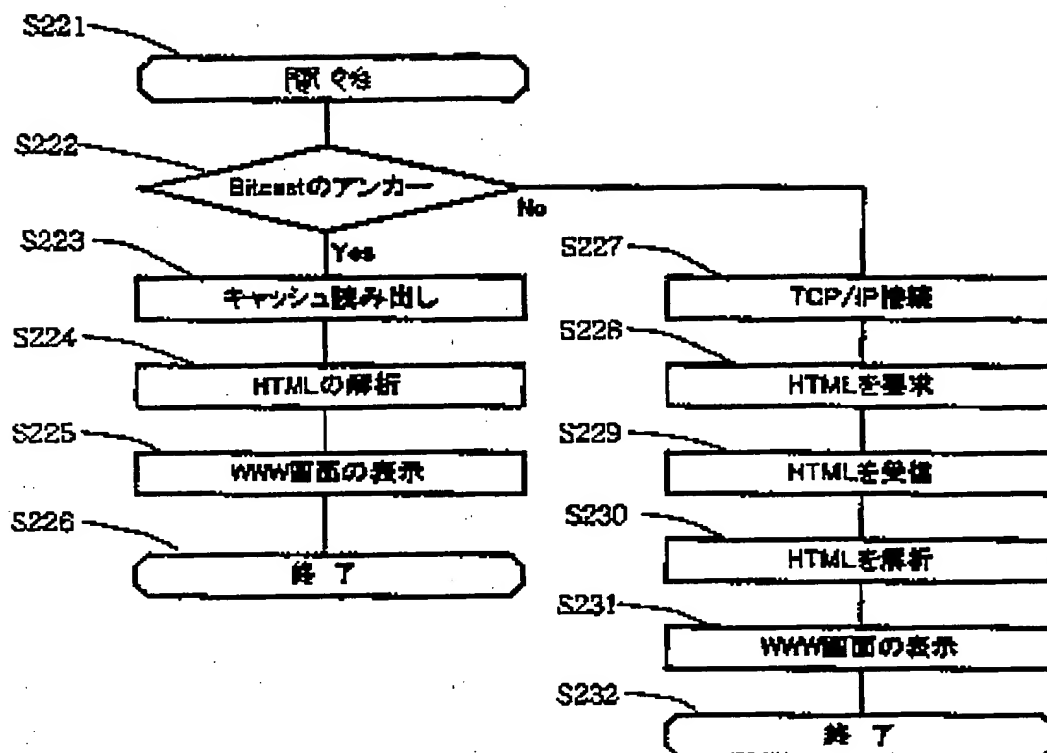 S221
S222
Bitcastのアンカー
No
Yes
S223
キャッシュ読み出し
S224
HTMLの解析
S225
WWW画面の表示
S226
終 了
S227
TCP/IP接続
S228
HTMLを要求
S229
HTMLを受信
S230
HTMLを解析
S231
WWW画面の表示
S232
終 了